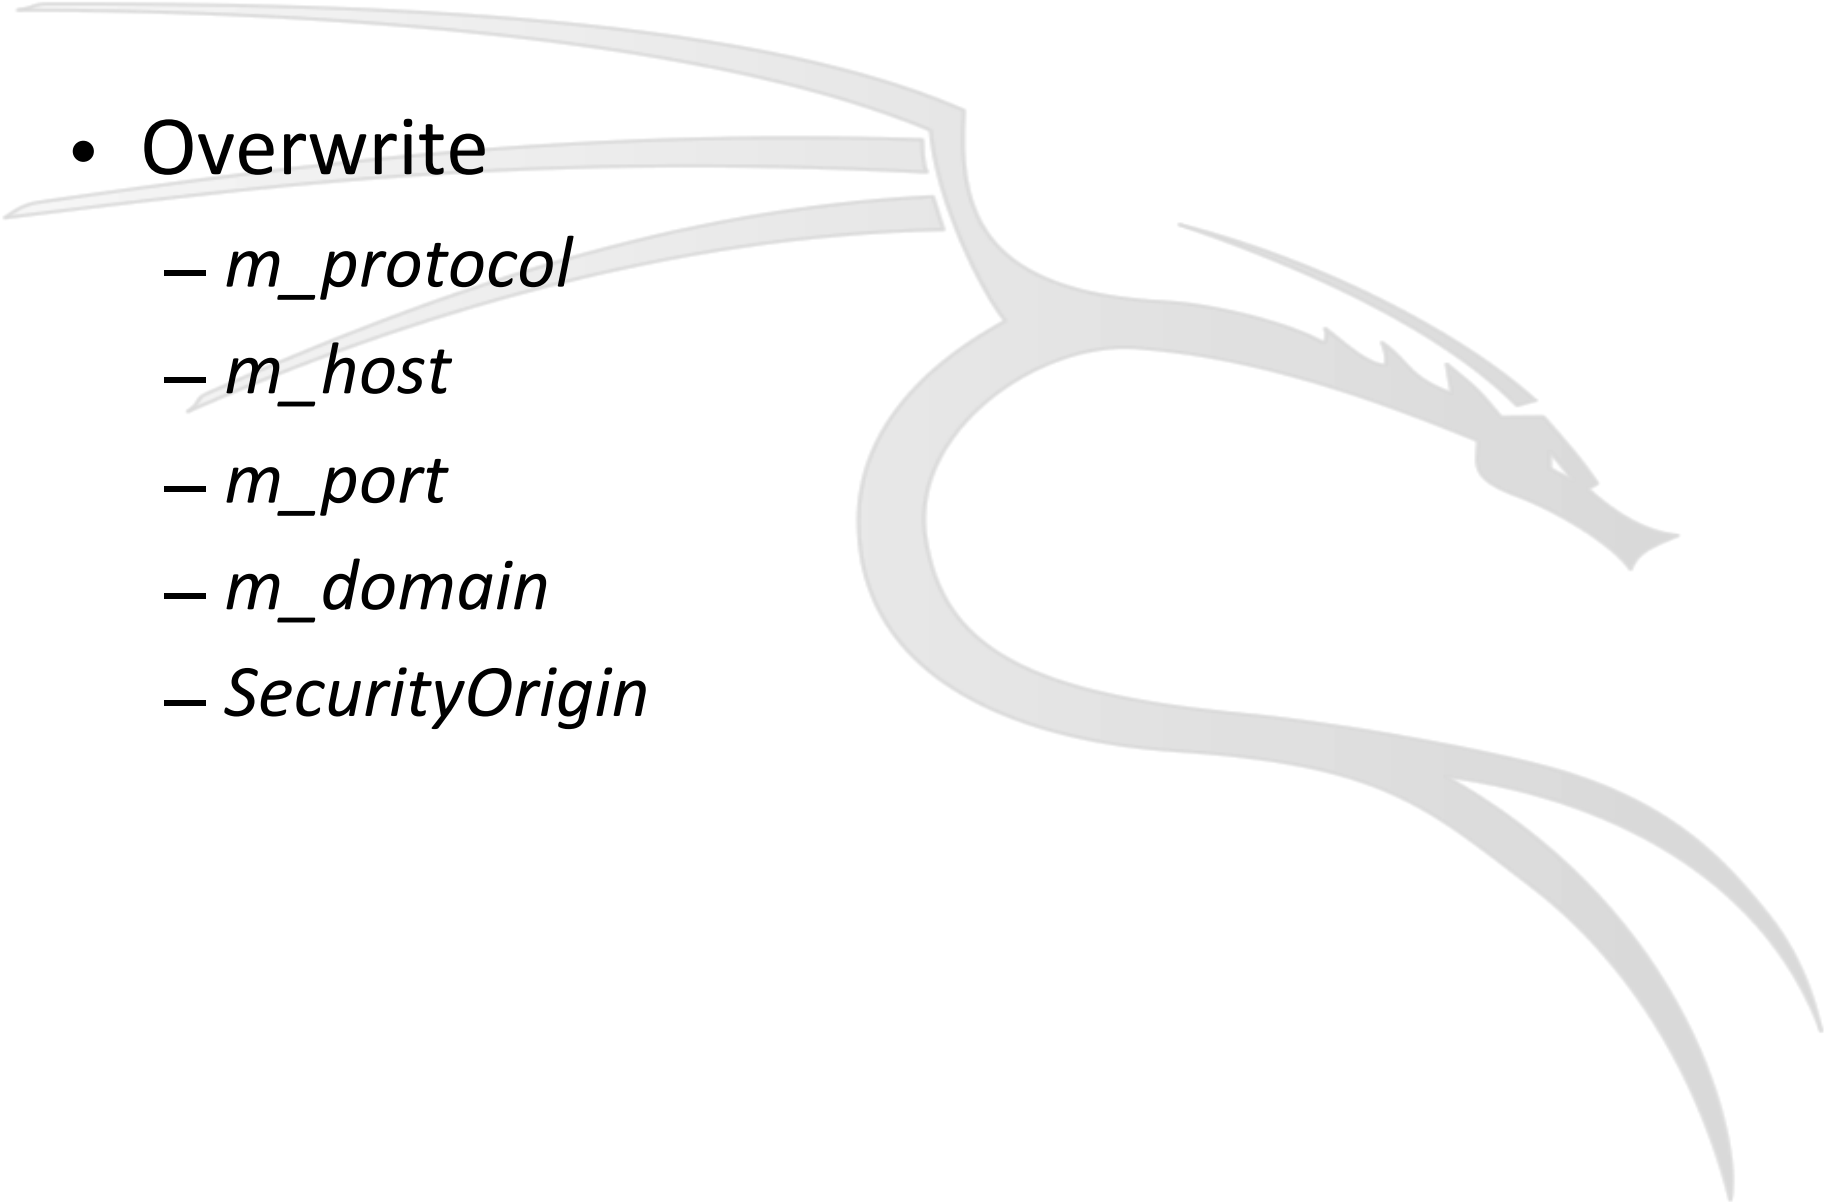 • Overwrite
– m_protocol
– m_host
– m_port
– m_domain
– SecurityOrigin